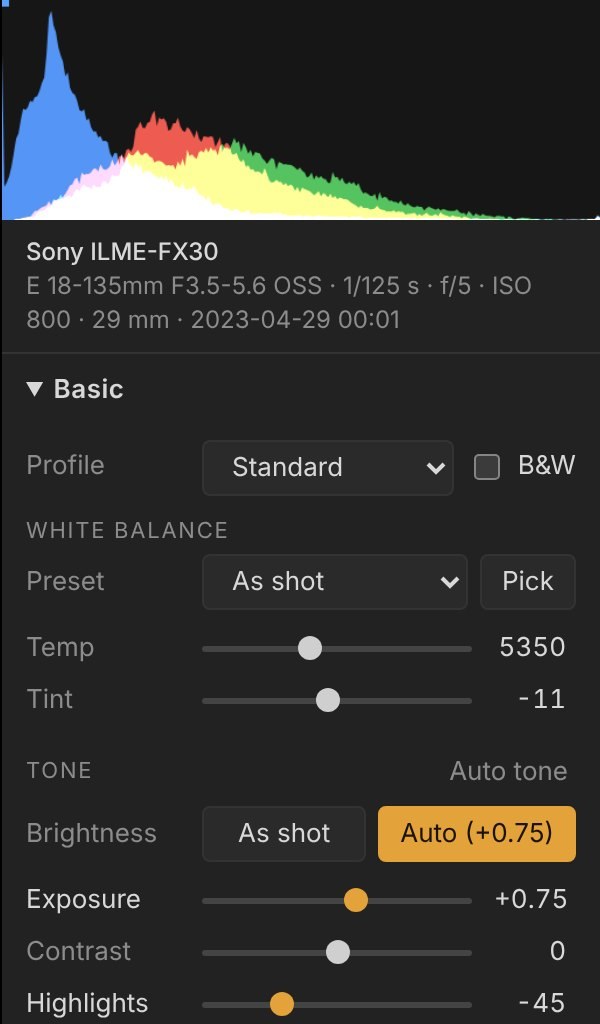 Sony ILME-FX30
E 18-135mm F3.5-5.6 OSS · 1/125 s · f/5 · ISO
800 · 29 mm · 2023-04-29 00:01
▼ Basic
Profile Standard B&W
WHITE BALANCE
Preset As shot Pick
Temp 5350
Tint -11
TONE Auto tone
Brightness As shot Auto (+0.75)
Exposure +0.75
Contrast 0
Highlights -45